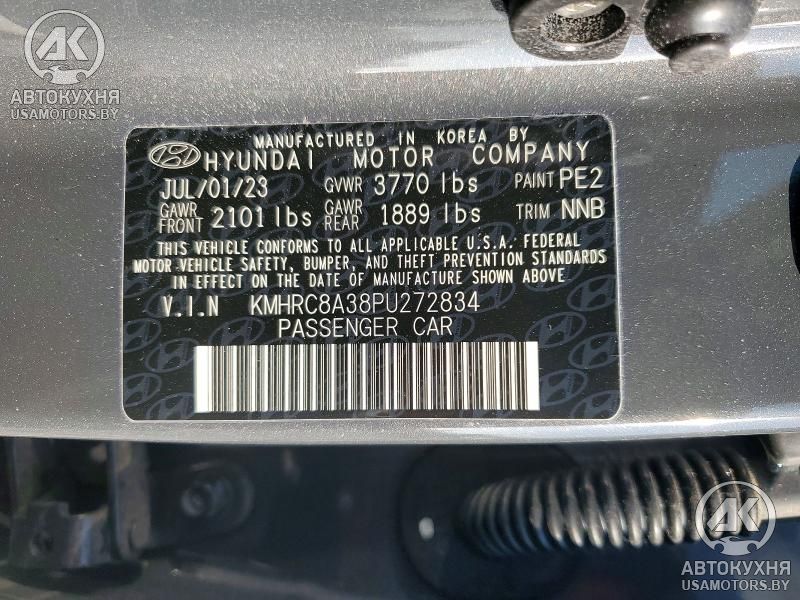 AK
АВТОКУХНЯ
USAMOTORS.BY
MANUFACTURED IN KOREA BY
HYUNDAI MOTOR COMPANY
JUL/01/23 GVWR 3770 lbs PAINT PE2
GAWR FRONT 2101 lbs GAWR REAR 1889 lbs TRIM NNB
THIS VEHICLE CONFORMS TO ALL APPLICABLE U.S.A. FEDERAL
MOTOR VEHICLE SAFETY, BUMPER, AND THEFT PREVENTION STANDARDS
IN EFFECT ON THE DATE OF MANUFACTURE SHOWN ABOVE
V.I.N KMHRC8A38PU272834
PASSENGER CAR
AK
АВТОКУХНЯ
USAMOTORS.BY